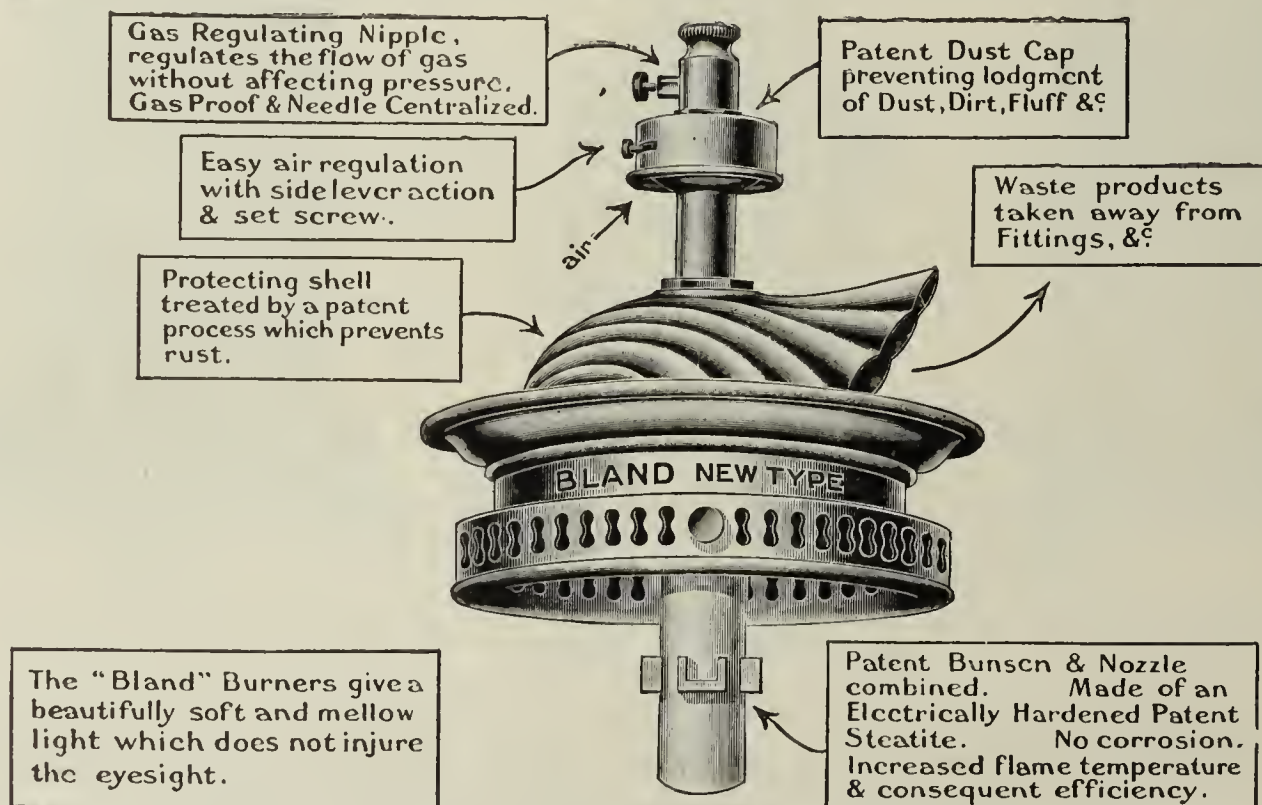 Gas Regulating Nipple,
regulates the flow of gas
without affecting pressure.
Gas Proof & Needle Centralized.
Patent Dust Cap
preventing lodgment
of Dust, Dirt, Fluff &c.
Easy air regulation
with side lever action
& set screw.
air
Waste products
taken away from
Fittings, &c.
Protecting shell
treated by a patent
process which prevents
rust.
BLAND NEW TYPE
The "Bland" Burners give a
beautifully soft and mellow
light which does not injure
the eyesight.
Patent Bunsen & Nozzle
combined. Made of an
Electrically Hardened Patent
Steatite. No corrosion.
Increased flame temperature
& consequent efficiency.